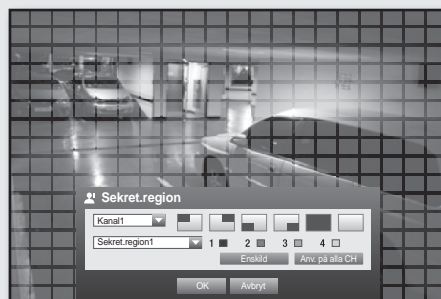 Sekret.region
Kanal1
Sekret.region1 1 2 3 4
Enskild Anv. på alla CH
OK Avbryt